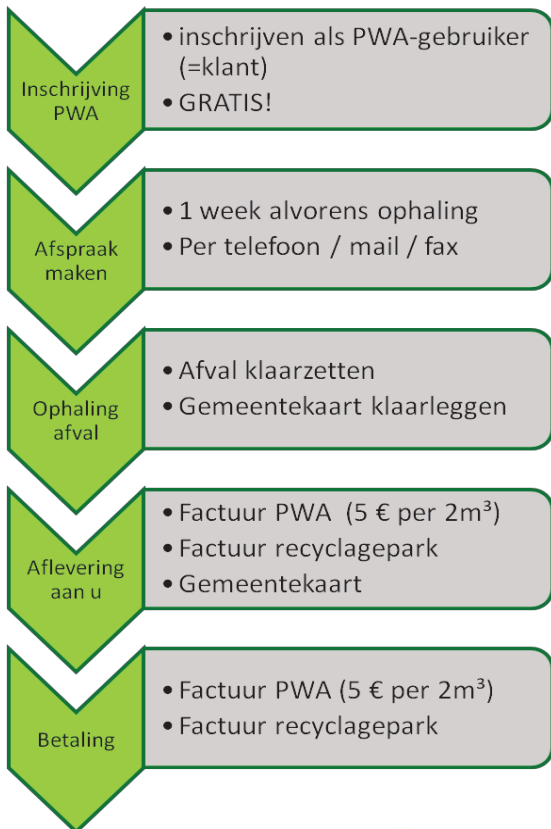 Inschrijving
PWA
• inschrijven als PWA-gebruiker
(=klant)
• GRATIS!
Afspraak
maken
• 1 week alvorens ophaling
• Per telefoon / mail / fax
Ophaling
afval
• Afval klaarzetten
• Gemeentekaart klaarleggen
Aflevering
aan u
• Factuur PWA (5 € per 2m³)
• Factuur recyclagepark
• Gemeentekaart
Betaling
• Factuur PWA (5 € per 2m³)
• Factuur recyclagepark